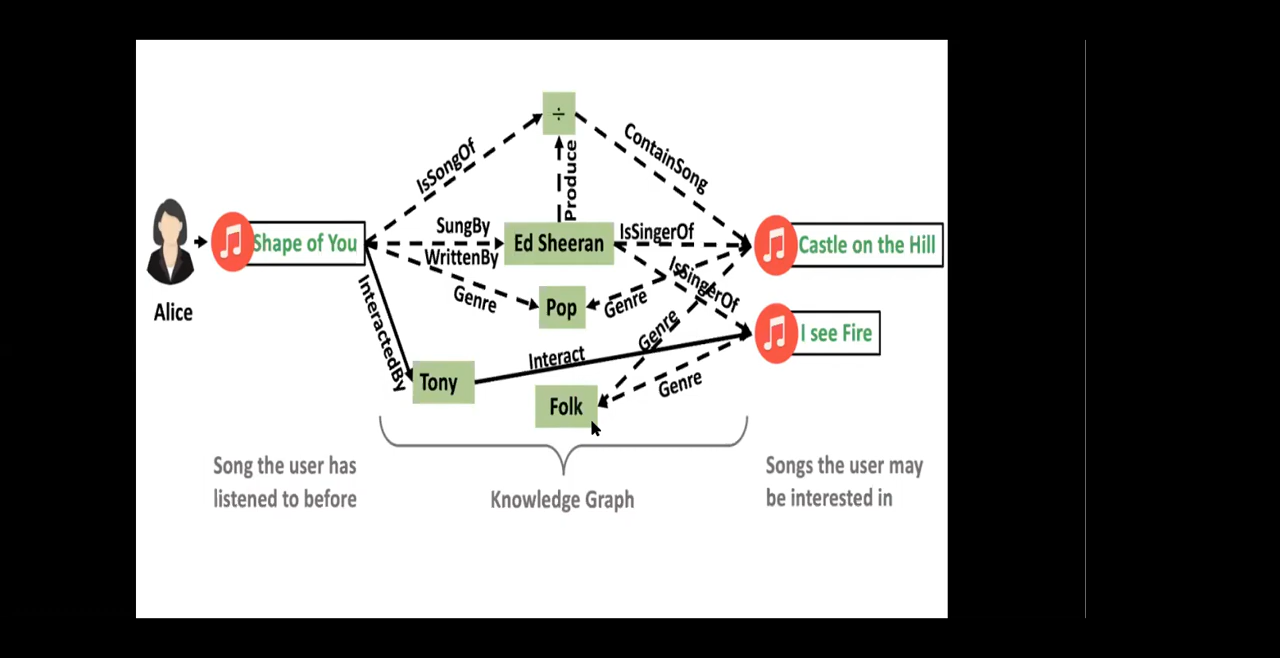 ÷
IsSongOf
ContainSong
Produce
SungBy
IsSingerOf
Shape of You
Ed Sheeran
Castle on the Hill
WrittenBy
IsSingerOf
Genre
Pop
Genre
Alice
InteractedBy
Genre
I see Fire
Interact
Tony
Genre
Folk
Song the user has
listened to before
Knowledge Graph
Songs the user may
be interested in